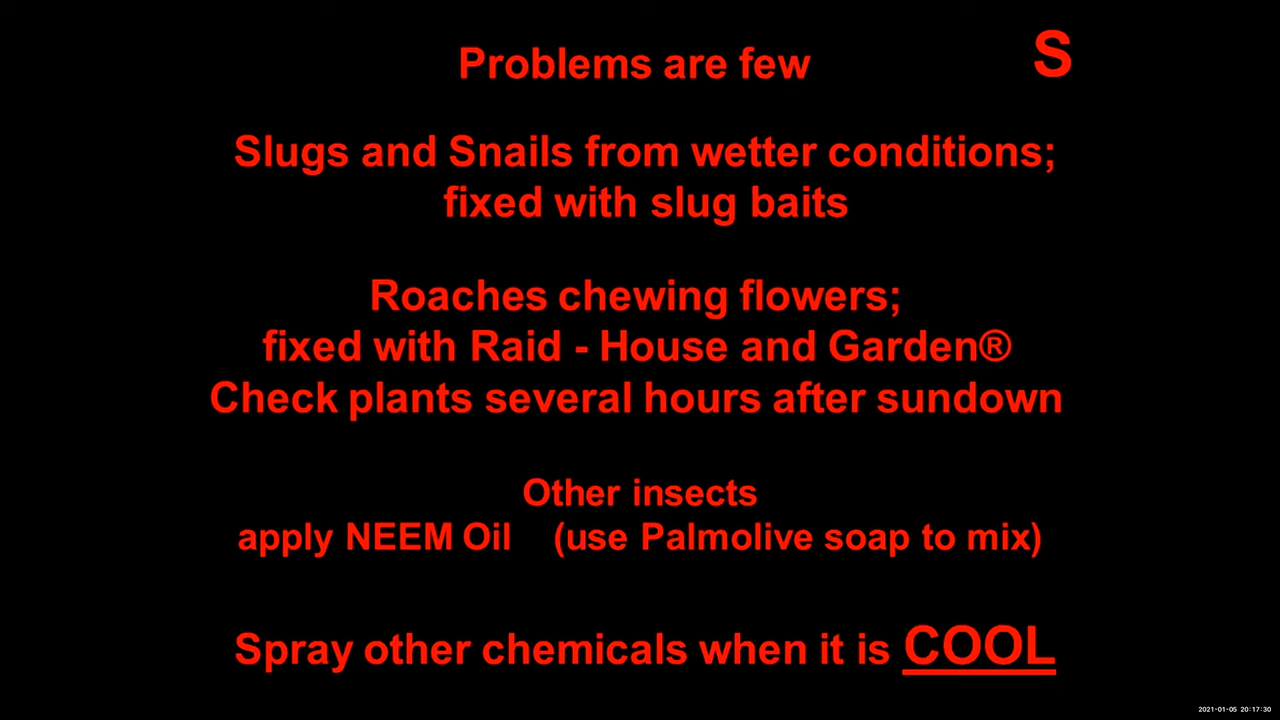 Problems are few
S
Slugs and Snails from wetter conditions;
fixed with slug baits
Roaches chewing flowers;
fixed with Raid - House and Garden®
Check plants several hours after sundown
Other insects
apply NEEM Oil (use Palmolive soap to mix)
Spray other chemicals when it is COOL
2021-01-05 20:17:30